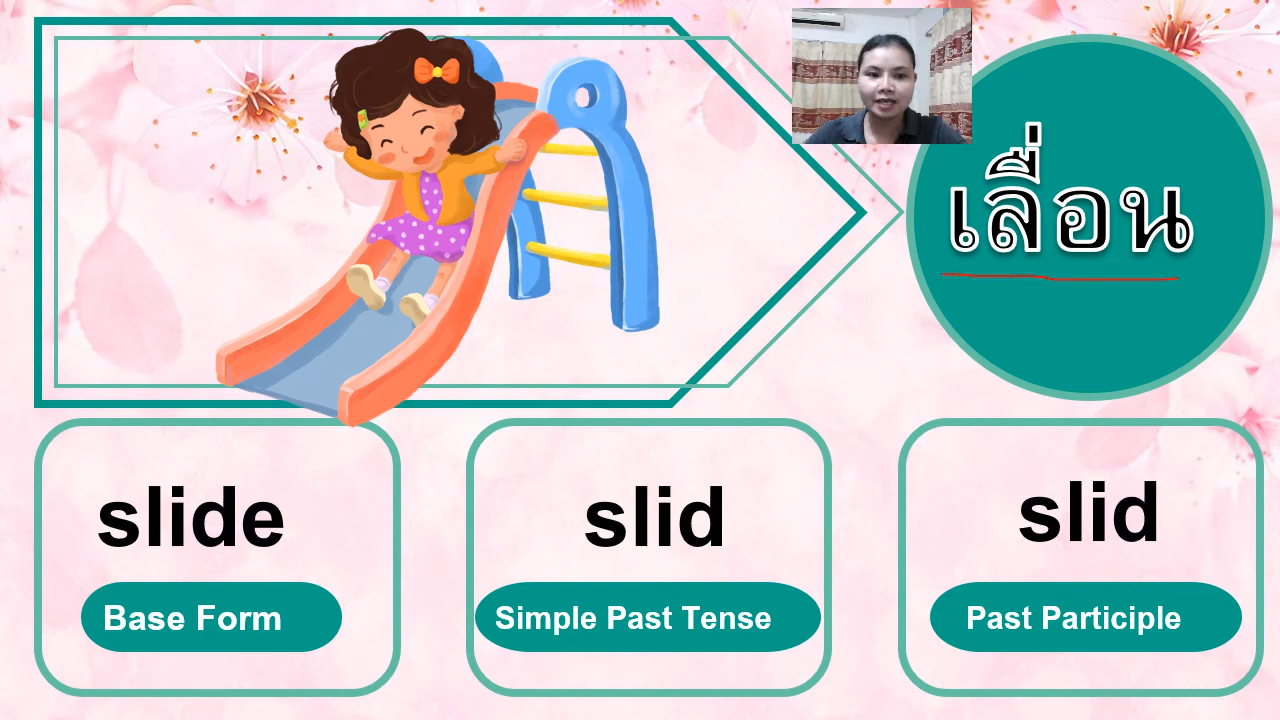 เลื่อน
slide
Base Form
slid
Simple Past Tense
slid
Past Participle